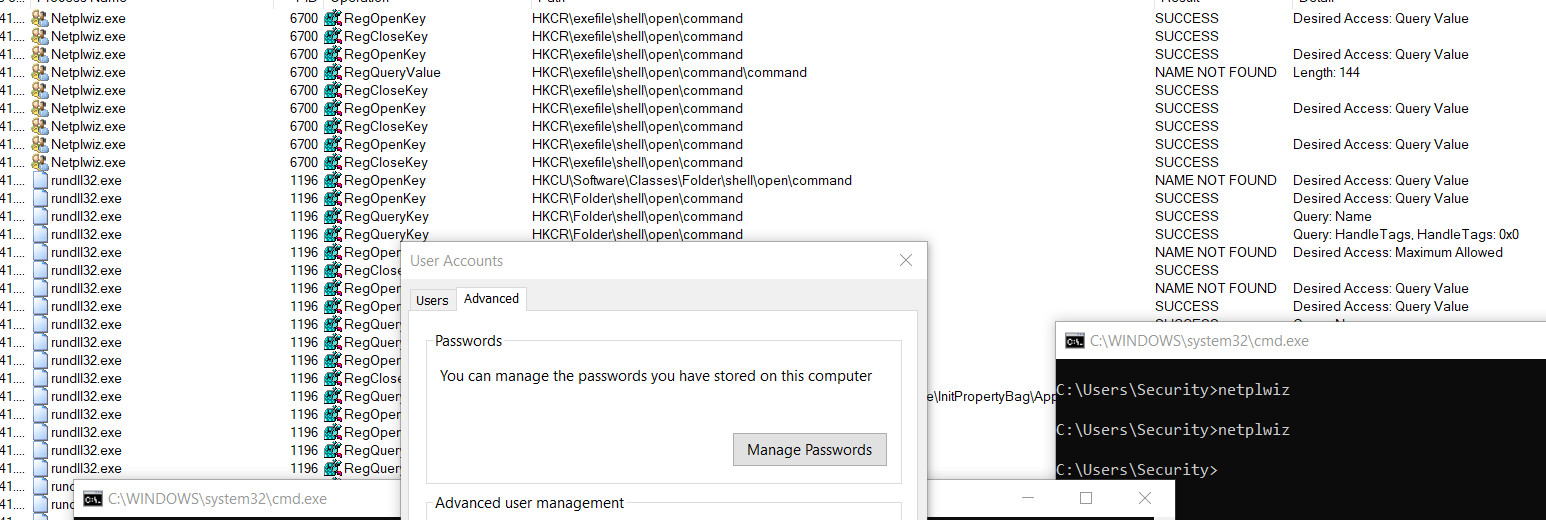 Process Name PID Operation Path Result Detail
41.... Netplwiz.exe 6700 RegOpenKey HKCR\exefile\shell\open\command SUCCESS Desired Access: Query Value
41.... Netplwiz.exe 6700 RegCloseKey HKCR\exefile\shell\open\command SUCCESS
41.... Netplwiz.exe 6700 RegOpenKey HKCR\exefile\shell\open\command SUCCESS Desired Access: Query Value
41.... Netplwiz.exe 6700 RegQueryValue HKCR\exefile\shell\open\command\command NAME NOT FOUND Length: 144
41.... Netplwiz.exe 6700 RegCloseKey HKCR\exefile\shell\open\command SUCCESS
41.... Netplwiz.exe 6700 RegOpenKey HKCR\exefile\shell\open\command SUCCESS Desired Access: Query Value
41.... Netplwiz.exe 6700 RegCloseKey HKCR\exefile\shell\open\command SUCCESS
41.... Netplwiz.exe 6700 RegOpenKey HKCR\exefile\shell\open\command SUCCESS Desired Access: Query Value
41.... Netplwiz.exe 6700 RegCloseKey HKCR\exefile\shell\open\command SUCCESS
41.... rundll32.exe 1196 RegOpenKey HKCU\Software\Classes\Folder\shell\open\command NAME NOT FOUND Desired Access: Query Value
41.... rundll32.exe 1196 RegOpenKey HKCR\Folder\shell\open\command SUCCESS Desired Access: Query Value
41.... rundll32.exe 1196 RegQueryKey HKCR\Folder\shell\open\command SUCCESS Query: Name
41.... rundll32.exe 1196 RegQueryKey HKCR\Folder\shell\open\command SUCCESS Query: HandleTags, HandleTags: 0x0
41.... rundll32.exe 1196 RegOpen NAME NOT FOUND Desired Access: Maximum Allowed
41.... rundll32.exe 1196 RegClose SUCCESS
41.... rundll32.exe 1196 RegOpen NAME NOT FOUND Desired Access: Query Value
41.... rundll32.exe 1196 RegOpen SUCCESS Desired Access: Query Value
41.... rundll32.exe 1196 RegQuer
41.... rundll32.exe 1196 RegQuer
41.... rundll32.exe 1196 RegOpen
41.... rundll32.exe 1196 RegClose
41.... rundll32.exe 1196 RegQuer e\InitPropertyBag\App
41.... rundll32.exe 1196 RegOpen
41.... rundll32.exe 1196 RegQuer
41.... rundll32.exe 1196 RegQuer
41.... rundll32.exe 1196 RegQuer
41.... rund
41.... rund
User Accounts
Users Advanced
Passwords
You can manage the passwords you have stored on this computer
Manage Passwords
Advanced user management
C:\WINDOWS\system32\cmd.exe
C:\Users\Security>netplwiz
C:\Users\Security>netplwiz
C:\Users\Security>
C:\WINDOWS\system32\cmd.exe